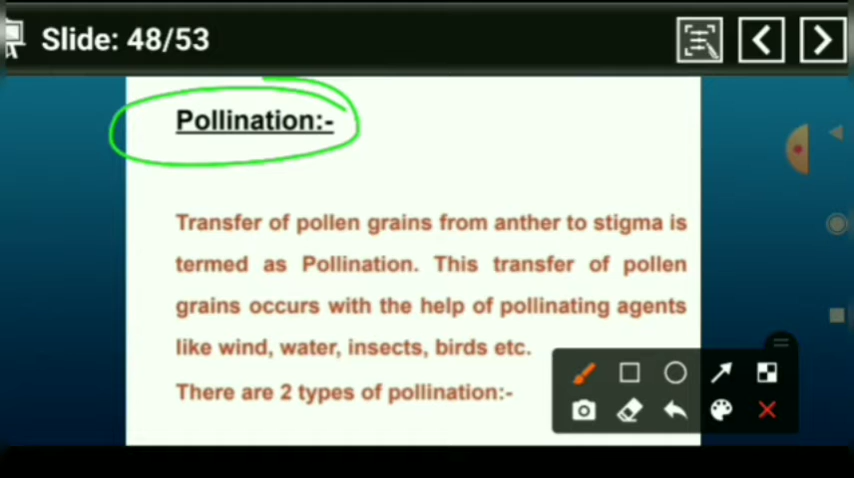 Slide: 48/53
Pollination:-
Transfer of pollen grains from anther to stigma is
termed as Pollination. This transfer of pollen
grains occurs with the help of pollinating agents
like wind, water, insects, birds etc.
There are 2 types of pollination:-